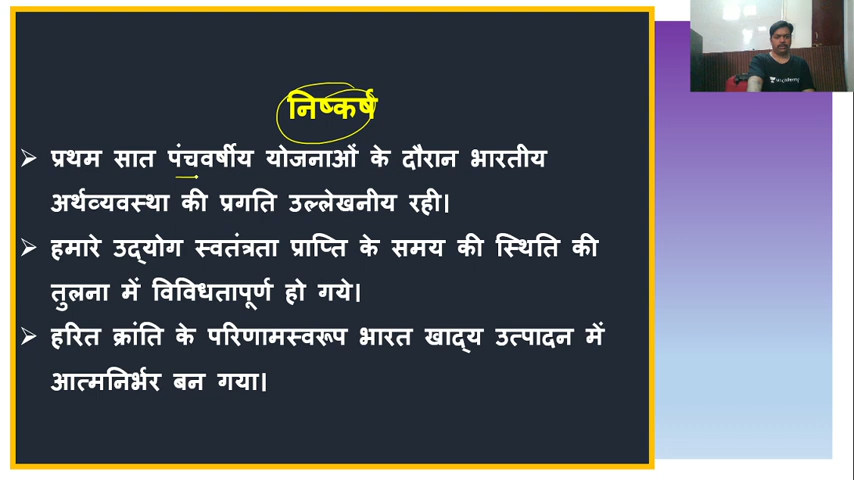 निष्कर्ष
➢ प्रथम सात पंचवर्षीय योजनाओं के दौरान भारतीय
अर्थव्यवस्था की प्रगति उल्लेखनीय रही।
➢ हमारे उद्योग स्वतंत्रता प्राप्ति के समय की स्थिति की
तुलना में विविधतापूर्ण हो गये।
➢ हरित क्रांति के परिणामस्वरूप भारत खाद्य उत्पादन में
आत्मनिर्भर बन गया।